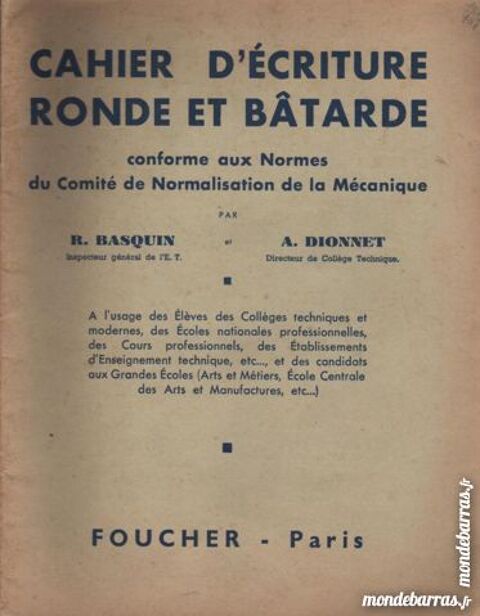 CAHIER D'ÉCRITURE
RONDE ET BÂTARDE
conforme aux Normes
du Comité de Normalisation de la Mécanique
PAR
R. BASQUIN et A. DIONNET
Inspecteur général de l'E. T. Directeur de Collège Technique.
A l'usage des Élèves des Collèges techniques et
modernes, des Écoles nationales professionnelles,
des Cours professionnels, des Établissements
d'Enseignement technique, etc..., et des candidats
aux Grandes Écoles (Arts et Métiers, École Centrale
des Arts et Manufactures, etc...)
FOUCHER - Paris
mondebarras.fr
mondebarras.fr